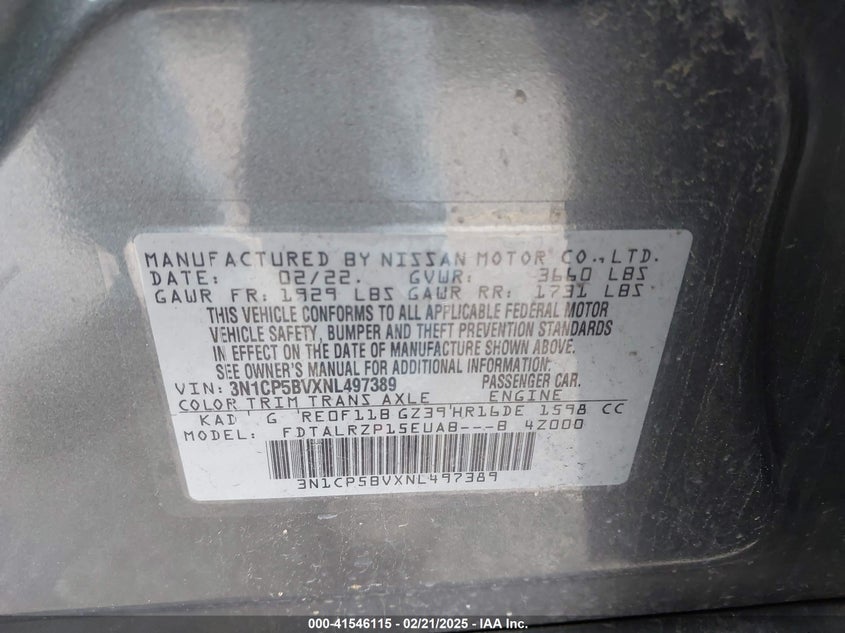 MANUFACTURED BY NISSAN MOTOR CO., LTD.
DATE: 02/22. GVWR: 3660 LBS
GAWR FR: 1929 LBS GAWR RR: 1731 LBS
THIS VEHICLE CONFORMS TO ALL APPLICABLE FEDERAL MOTOR
VEHICLE SAFETY, BUMPER AND THEFT PREVENTION STANDARDS
IN EFFECT ON THE DATE OF MANUFACTURE SHOWN ABOVE.
SEE OWNER'S MANUAL FOR ADDITIONAL INFORMATION.
VIN: 3N1CP5BVXNL497389 PASSENGER CAR.
COLOR TRIM TRANS AXLE ENGINE
KAD G RE0F11B GZ39 HR16DE 1598 CC
MODEL: FDTALRZP15EUAB---B 4Z000
3N1CP5BVXNL497389
000-41546115 - 02/21/2025 - IAA Inc.